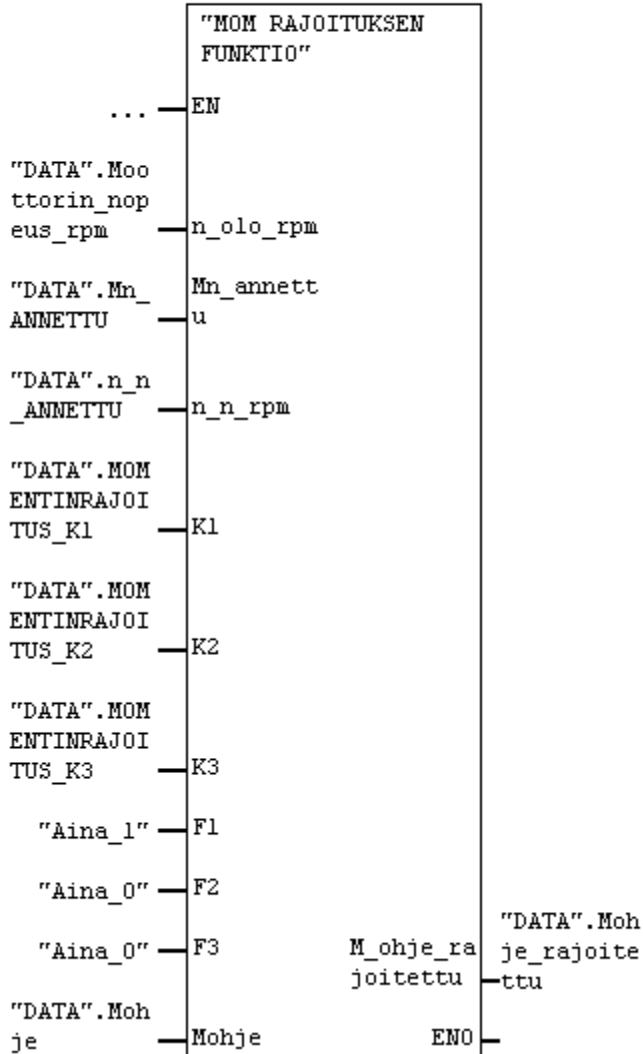 "MOM RAJOITUKSEN
FUNKTIO"
... EN
"DATA".Moo
ttorin_nop
eus_rpm n_olo_rpm
"DATA".Mn_ Mn_annett
ANNETTU u
"DATA".n_n
_ANNETTU n_n_rpm
"DATA".MOM
ENTINRAJOI
TUS_K1 K1
"DATA".MOM
ENTINRAJOI
TUS_K2 K2
"DATA".MOM
ENTINRAJOI
TUS_K3 K3
"Aina_1" F1
"Aina_0" F2
"DATA".Moh
"Aina_0" F3 M_ohje_ra je_rajoite
joitettu ttu
"DATA".Moh
je Mohje ENO